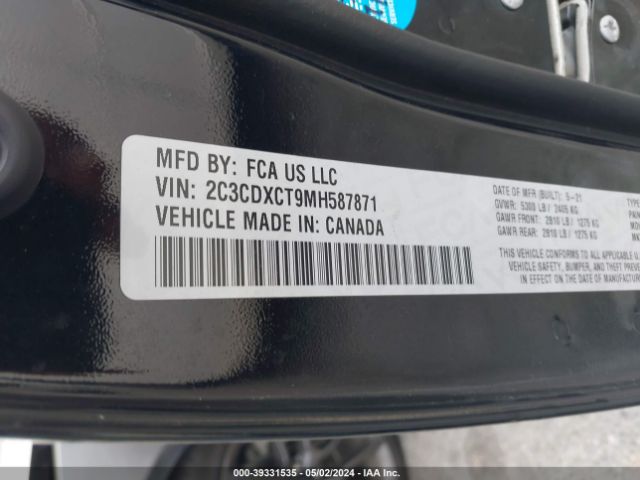 MFD BY: FCA US LLC
VIN: 2C3CDXCT9MH587871
VEHICLE MADE IN: CANADA
DATE OF MFR (BUILT): 5-21
GVWR: 5303 LB / 2405 KG
GAWR FRONT: 2810 LB / 1275 KG
GAWR REAR: 2810 LB / 1275 KG
THIS VEHICLE CONFORMS TO ALL APPLICABLE U.
VEHICLE SAFETY, BUMPER, AND THEFT
IN EFFECT ON THE DATE OF MANUF
TYPE
000-39331535 - 05/02/2024 - IAA Inc.